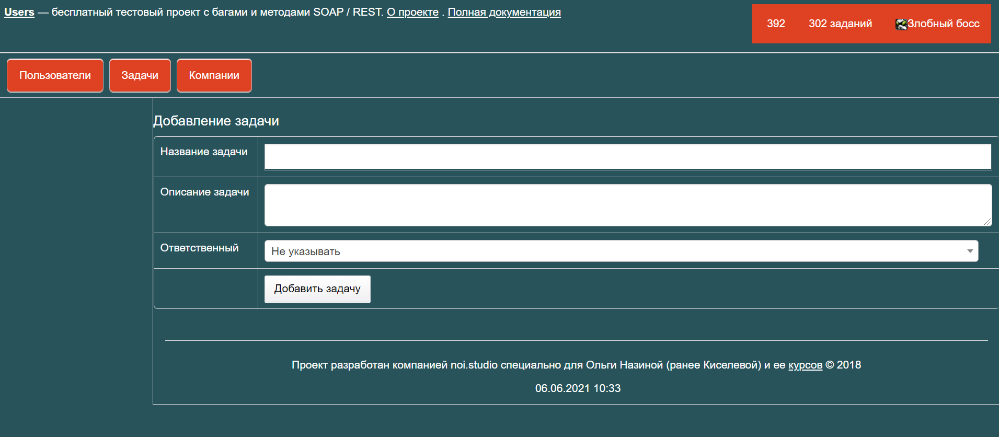 Users — бесплатный тестовый проект с багами и методами SOAP / REST. О проекте . Полная документация
392 302 заданий Злобный босс
Пользователи Задачи Компании
Добавление задачи
Название задачи
Описание задачи
Ответственный Не указывать
Добавить задачу
Проект разработан компанией noi.studio специально для Ольги Назиной (ранее Киселевой) и ее курсов © 2018
06.06.2021 10:33